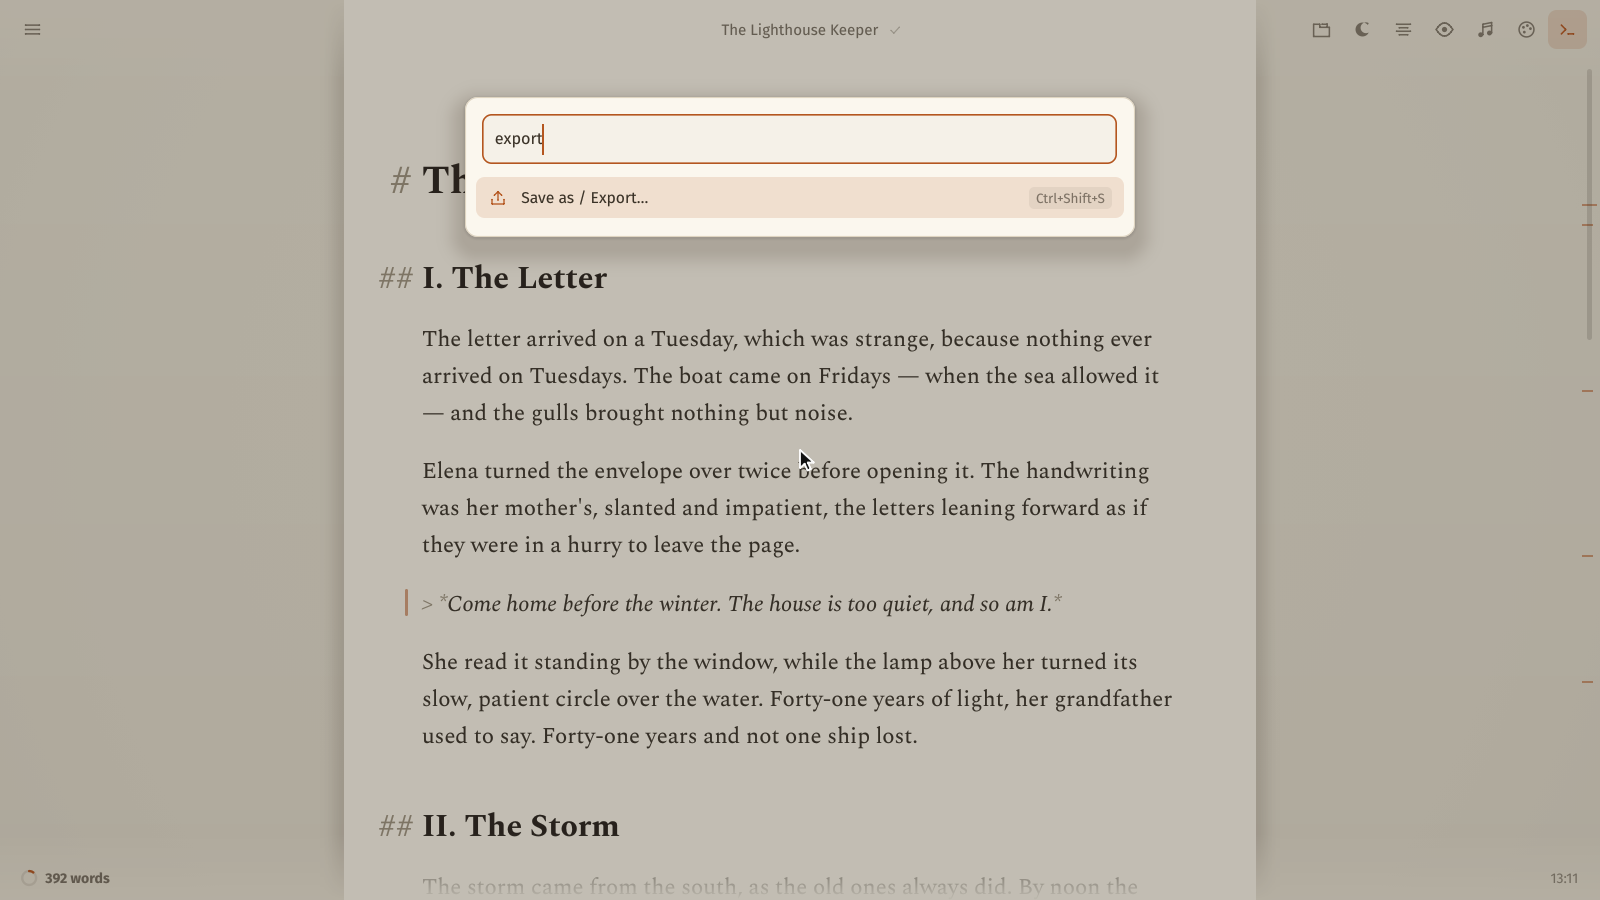 The Lighthouse Keeper
export
Save as / Export... Ctrl+Shift+S
# Th
## I. The Letter
The letter arrived on a Tuesday, which was strange, because nothing ever
arrived on Tuesdays. The boat came on Fridays — when the sea allowed it
— and the gulls brought nothing but noise.
Elena turned the envelope over twice before opening it. The handwriting
was her mother's, slanted and impatient, the letters leaning forward as if
they were in a hurry to leave the page.
> *Come home before the winter. The house is too quiet, and so am I.*
She read it standing by the window, while the lamp above her turned its
slow, patient circle over the water. Forty-one years of light, her grandfather
used to say. Forty-one years and not one ship lost.
## II. The Storm
The storm came from the south, as the old ones always did. By noon the
392 words
13:11